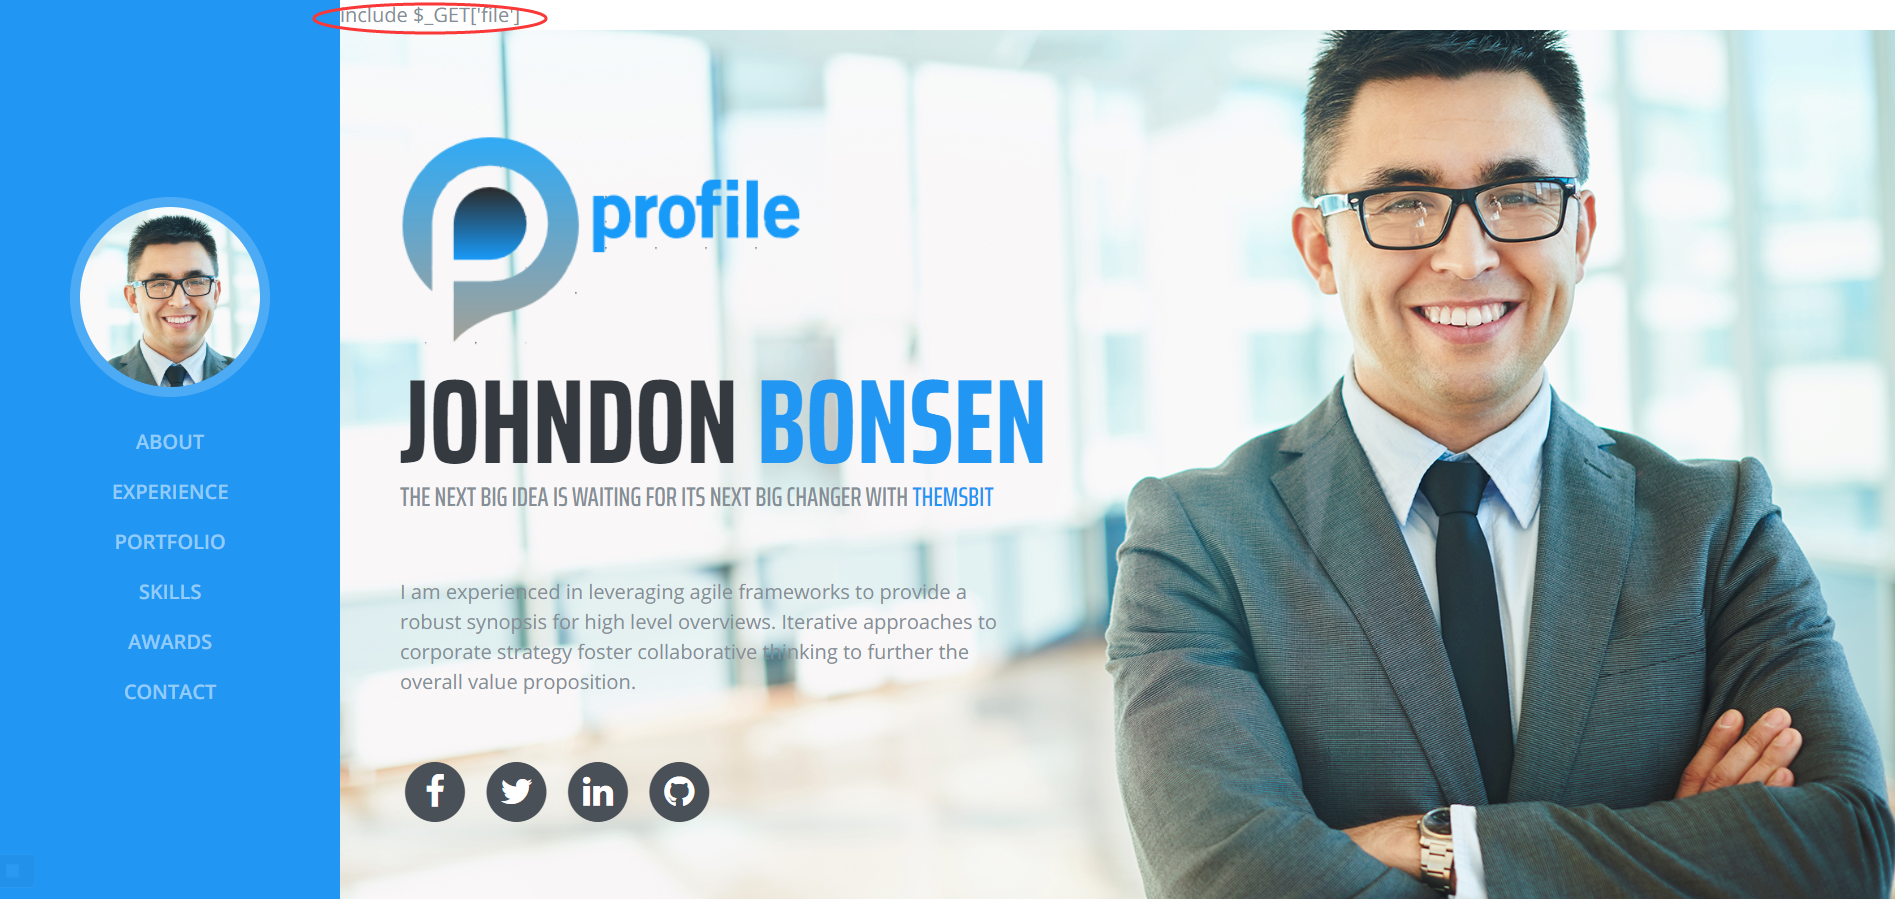 include $_GET['file']
profile
JOHNDON BONSEN
THE NEXT BIG IDEA IS WAITING FOR ITS NEXT BIG CHANGER WITH THEMSBIT
ABOUT
EXPERIENCE
PORTFOLIO
SKILLS
AWARDS
CONTACT
I am experienced in leveraging agile frameworks to provide a
robust synopsis for high level overviews. Iterative approaches to
corporate strategy foster collaborative thinking to further the
overall value proposition.